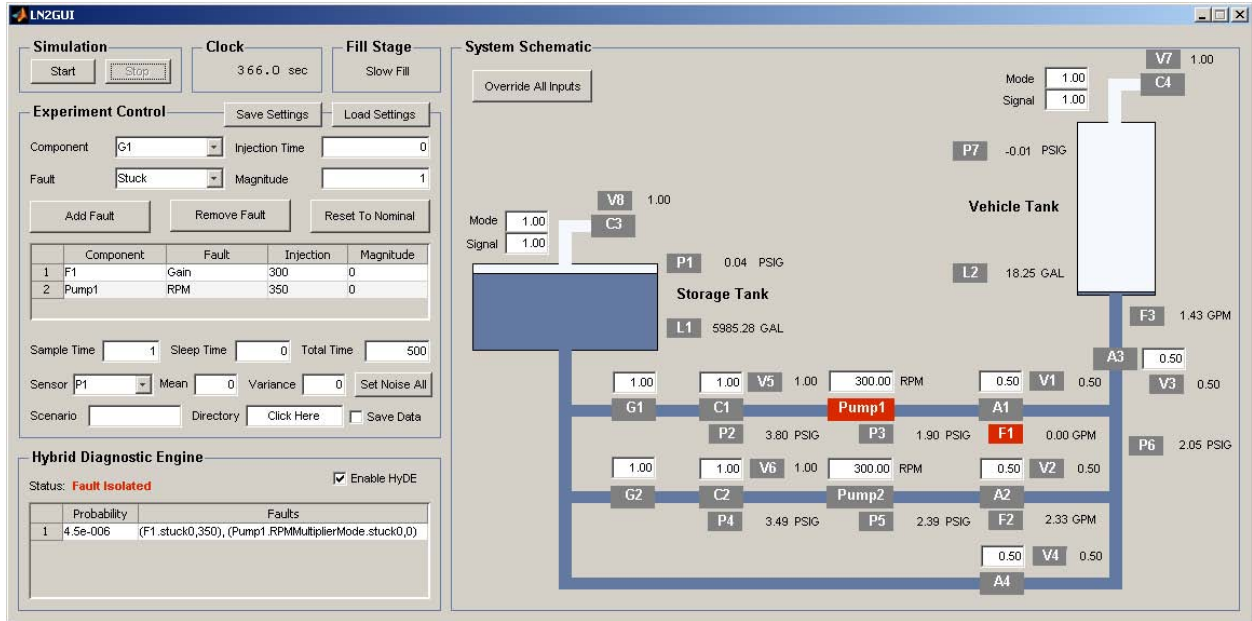 LN2GUI
Simulation
Start Stop
Clock
366.0 sec
Fill Stage
Slow Fill
Experiment Control
Save Settings Load Settings
Component G1 Injection Time 0
Fault Stuck Magnitude 1
Add Fault Remove Fault Reset To Nominal
Component Fault Injection Magnitude
1 F1 Gain 300 0
2 Pump1 RPM 350 0
Sample Time 1 Sleep Time 0 Total Time 500
Sensor P1 Mean 0 Variance 0 Set Noise All
Scenario Directory Click Here Save Data
Hybrid Diagnostic Engine
Enable HyDE
Status: Fault Isolated
Probability Faults
1 4.5e-006 (F1.stuck0,350), (Pump1.RPMMultiplierMode.stuck0,0)
System Schematic
Override All Inputs
V7 1.00
Mode 1.00 C4
Signal 1.00
P7 -0.01 PSIG
Vehicle Tank
V8 1.00
Mode 1.00 C3
Signal 1.00
P1 0.04 PSIG
L2 18.25 GAL
Storage Tank
L1 5985.28 GAL
F3 1.43 GPM
A3 0.50
V3 0.50
1.00 1.00 V5 1.00 300.00 RPM 0.50 V1 0.50
G1 C1 Pump1 A1
P2 3.80 PSIG P3 1.90 PSIG F1 0.00 GPM
P6 2.05 PSIG
1.00 1.00 V6 1.00 300.00 RPM 0.50 V2 0.50
G2 C2 Pump2 A2
P4 3.49 PSIG P5 2.39 PSIG F2 2.33 GPM
0.50 V4 0.50
A4